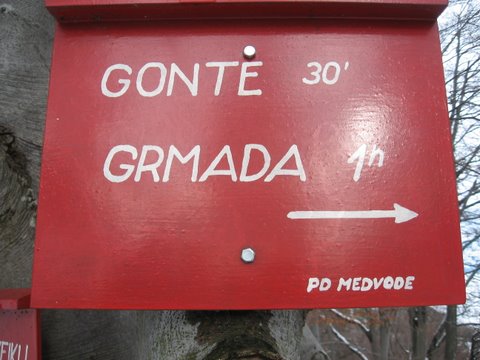 GONTE 30'
GRMADA 1h
PD MEDVODE